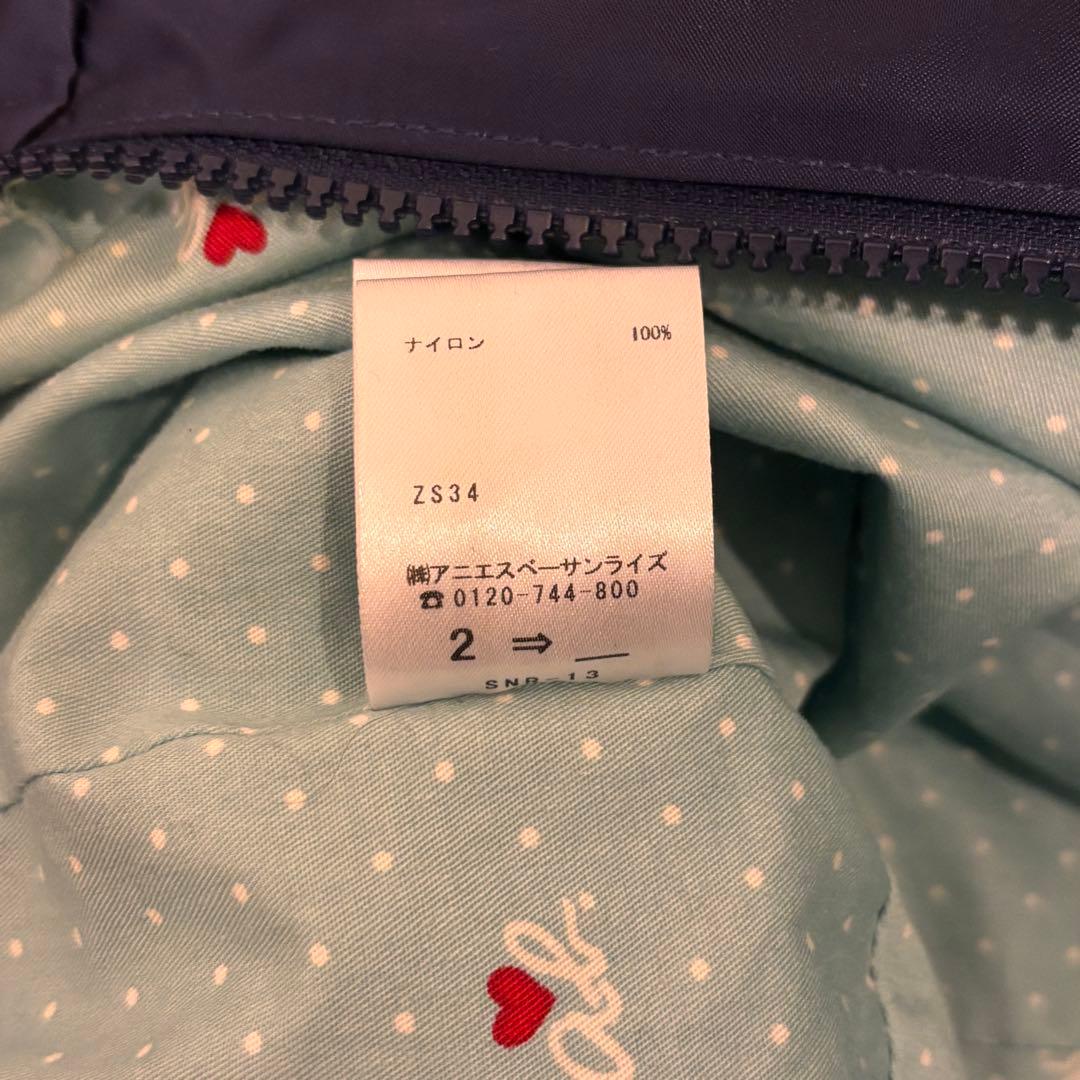 ナイロン 100%
ZS34
㈱アニエスベーサンライズ
☎0120-744-800
2 ⇒ __
SNR-13
b.